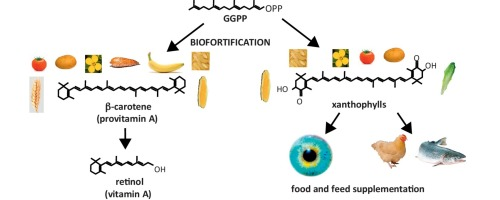 OPP
GGPP
BIOFORTIFICATION
O
OH
HO
O
β-carotene
(provitamin A)
xanthophylls
OH
retinol
(vitamin A)
food and feed supplementation